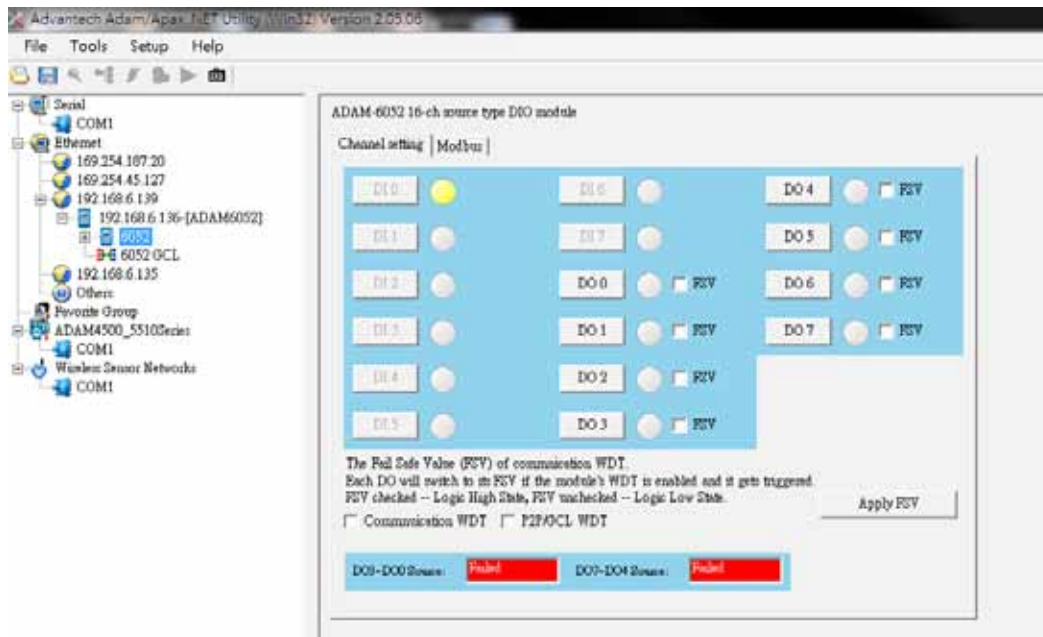 Advantech Adam/Apax .NET Utility (Win32) Version 2.05.06
File Tools Setup Help
Serial
COM1
Ethernet
169.254.187.20
169.254.45.127
192.168.6.139
192.168.6.136-[ADAM6052]
6052
6052 GCL
192.168.6.135
Others
Favorite Group
ADAM4500_5510Series
COM1
Wireless Sensor Networks
COM1
ADAM-6052 16-ch source type DIO module
Channel setting Modbus
DI 0 DI 6 DO 4 FSV
DI 1 DI 7 DO 5 FSV
DI 2 DO 0 FSV DO 6 FSV
DI 3 DO 1 FSV DO 7 FSV
DI 4 DO 2 FSV
DI 5 DO 3 FSV
The Fail Safe Value (FSV) of communication WDT.
Each DO will switch to its FSV if the module's WDT is enabled and it gets triggered.
FSV checked -- Logic High State, FSV unchecked -- Logic Low State.
Apply FSV
Communication WDT P2P/GCL WDT
DO3~DO0 Source: Failed DO7~DO4 Source: Failed